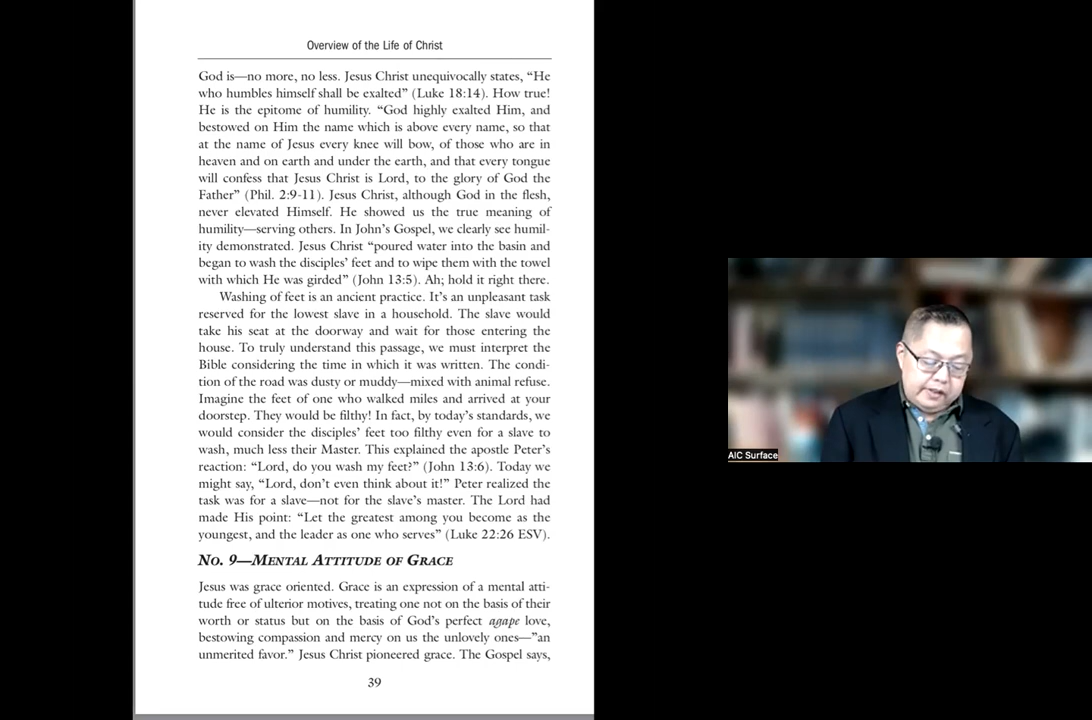 Overview of the Life of Christ
God is—no more, no less. Jesus Christ unequivocally states, “He
who humbles himself shall be exalted” (Luke 18:14). How true!
He is the epitome of humility. “God highly exalted Him, and
bestowed on Him the name which is above every name, so that
at the name of Jesus every knee will bow, of those who are in
heaven and on earth and under the earth, and that every tongue
will confess that Jesus Christ is Lord, to the glory of God the
Father” (Phil. 2:9-11). Jesus Christ, although God in the flesh,
never elevated Himself. He showed us the true meaning of
humility—serving others. In John’s Gospel, we clearly see humil-
ity demonstrated. Jesus Christ “poured water into the basin and
began to wash the disciples’ feet and to wipe them with the towel
with which He was girded” (John 13:5). Ah; hold it right there.
Washing of feet is an ancient practice. It’s an unpleasant task
reserved for the lowest slave in a household. The slave would
take his seat at the doorway and wait for those entering the
house. To truly understand this passage, we must interpret the
Bible considering the time in which it was written. The condi-
tion of the road was dusty or muddy—mixed with animal refuse.
Imagine the feet of one who walked miles and arrived at your
doorstep. They would be filthy! In fact, by today’s standards, we
would consider the disciples’ feet too filthy even for a slave to
wash, much less their Master. This explained the apostle Peter’s
reaction: “Lord, do you wash my feet?” (John 13:6). Today we
might say, “Lord, don’t even think about it!” Peter realized the
task was for a slave—not for the slave’s master. The Lord had
made His point: “Let the greatest among you become as the
youngest, and the leader as one who serves” (Luke 22:26 ESV).
No. 9—Mental Attitude of Grace
Jesus was grace oriented. Grace is an expression of a mental atti-
tude free of ulterior motives, treating one not on the basis of their
worth or status but on the basis of God’s perfect agape love,
bestowing compassion and mercy on us the unlovely ones—”an
unmerited favor.” Jesus Christ pioneered grace. The Gospel says,
39
AIC Surface